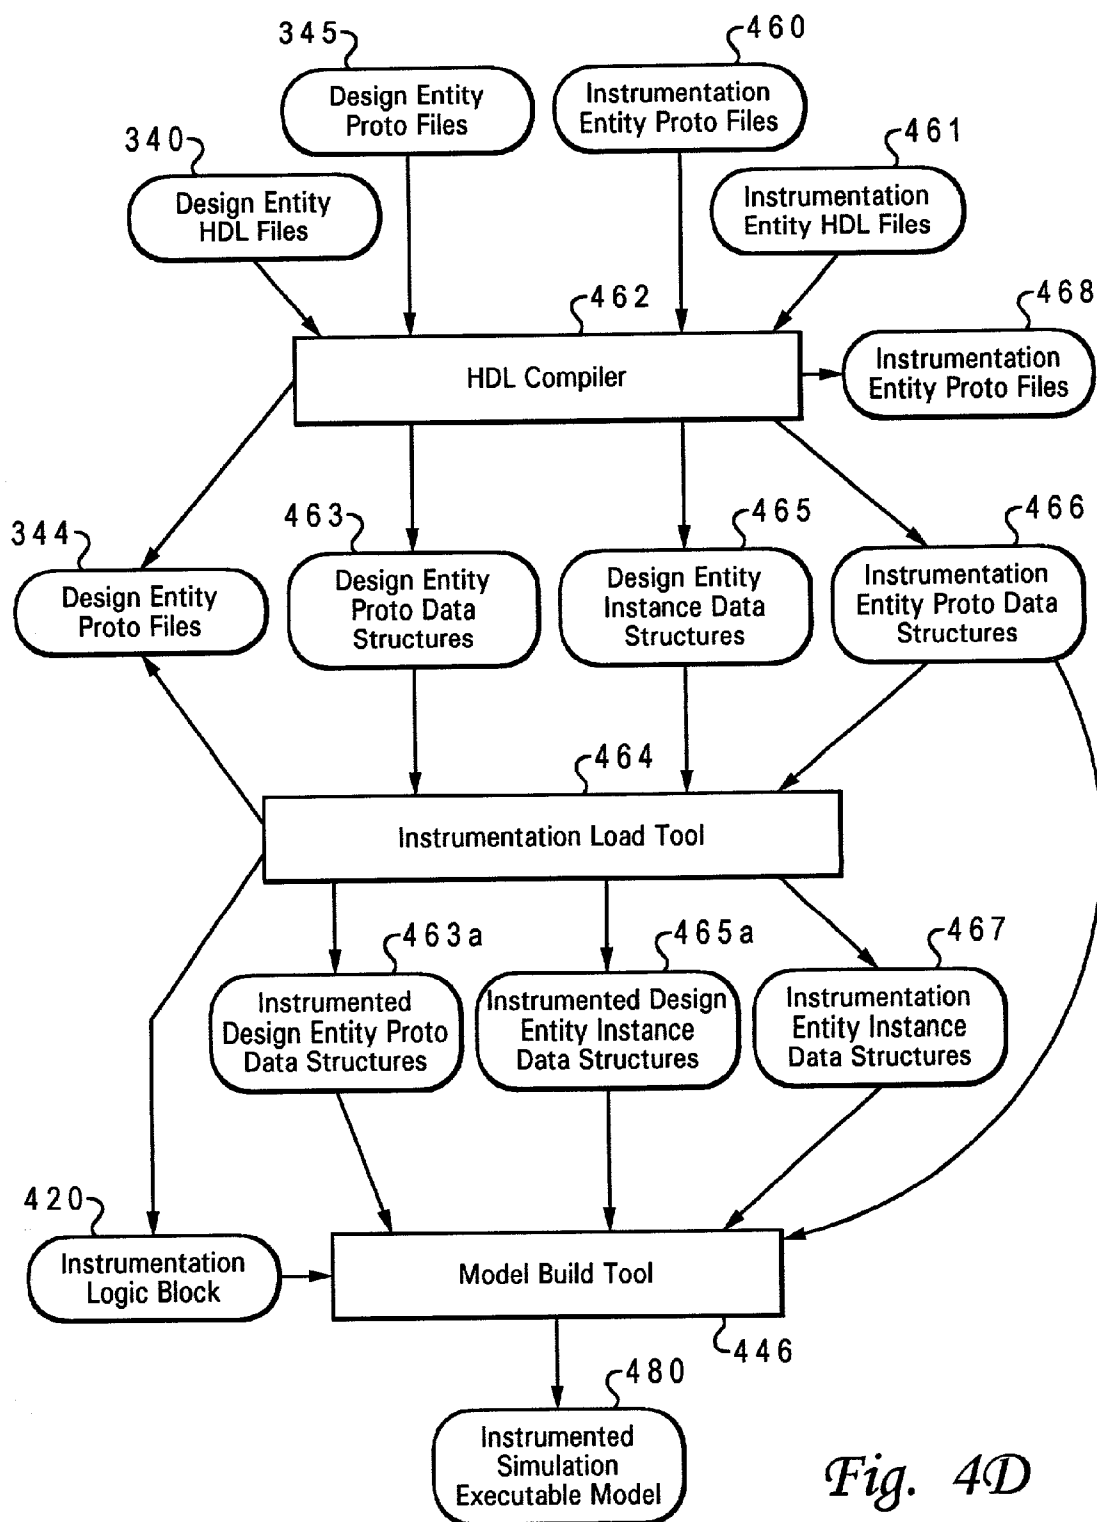 345
460
Design Entity
Proto Files
Instrumentation
Entity Proto Files
340
461
Design Entity
HDL Files
Instrumentation
Entity HDL Files
462
468
HDL Compiler
Instrumentation
Entity Proto Files
344
463
465
466
Design Entity
Proto Files
Design Entity
Proto Data
Structures
Design Entity
Instance Data
Structures
Instrumentation
Entity Proto Data
Structures
464
Instrumentation Load Tool
463a
465a
467
Instrumented
Design Entity Proto
Data Structures
Instrumented Design
Entity Instance
Data Structures
Instrumentation
Entity Instance
Data Structures
420
Instrumentation
Logic Block
Model Build Tool
446
480
Instrumented
Simulation
Executable Model
Fig. 4D